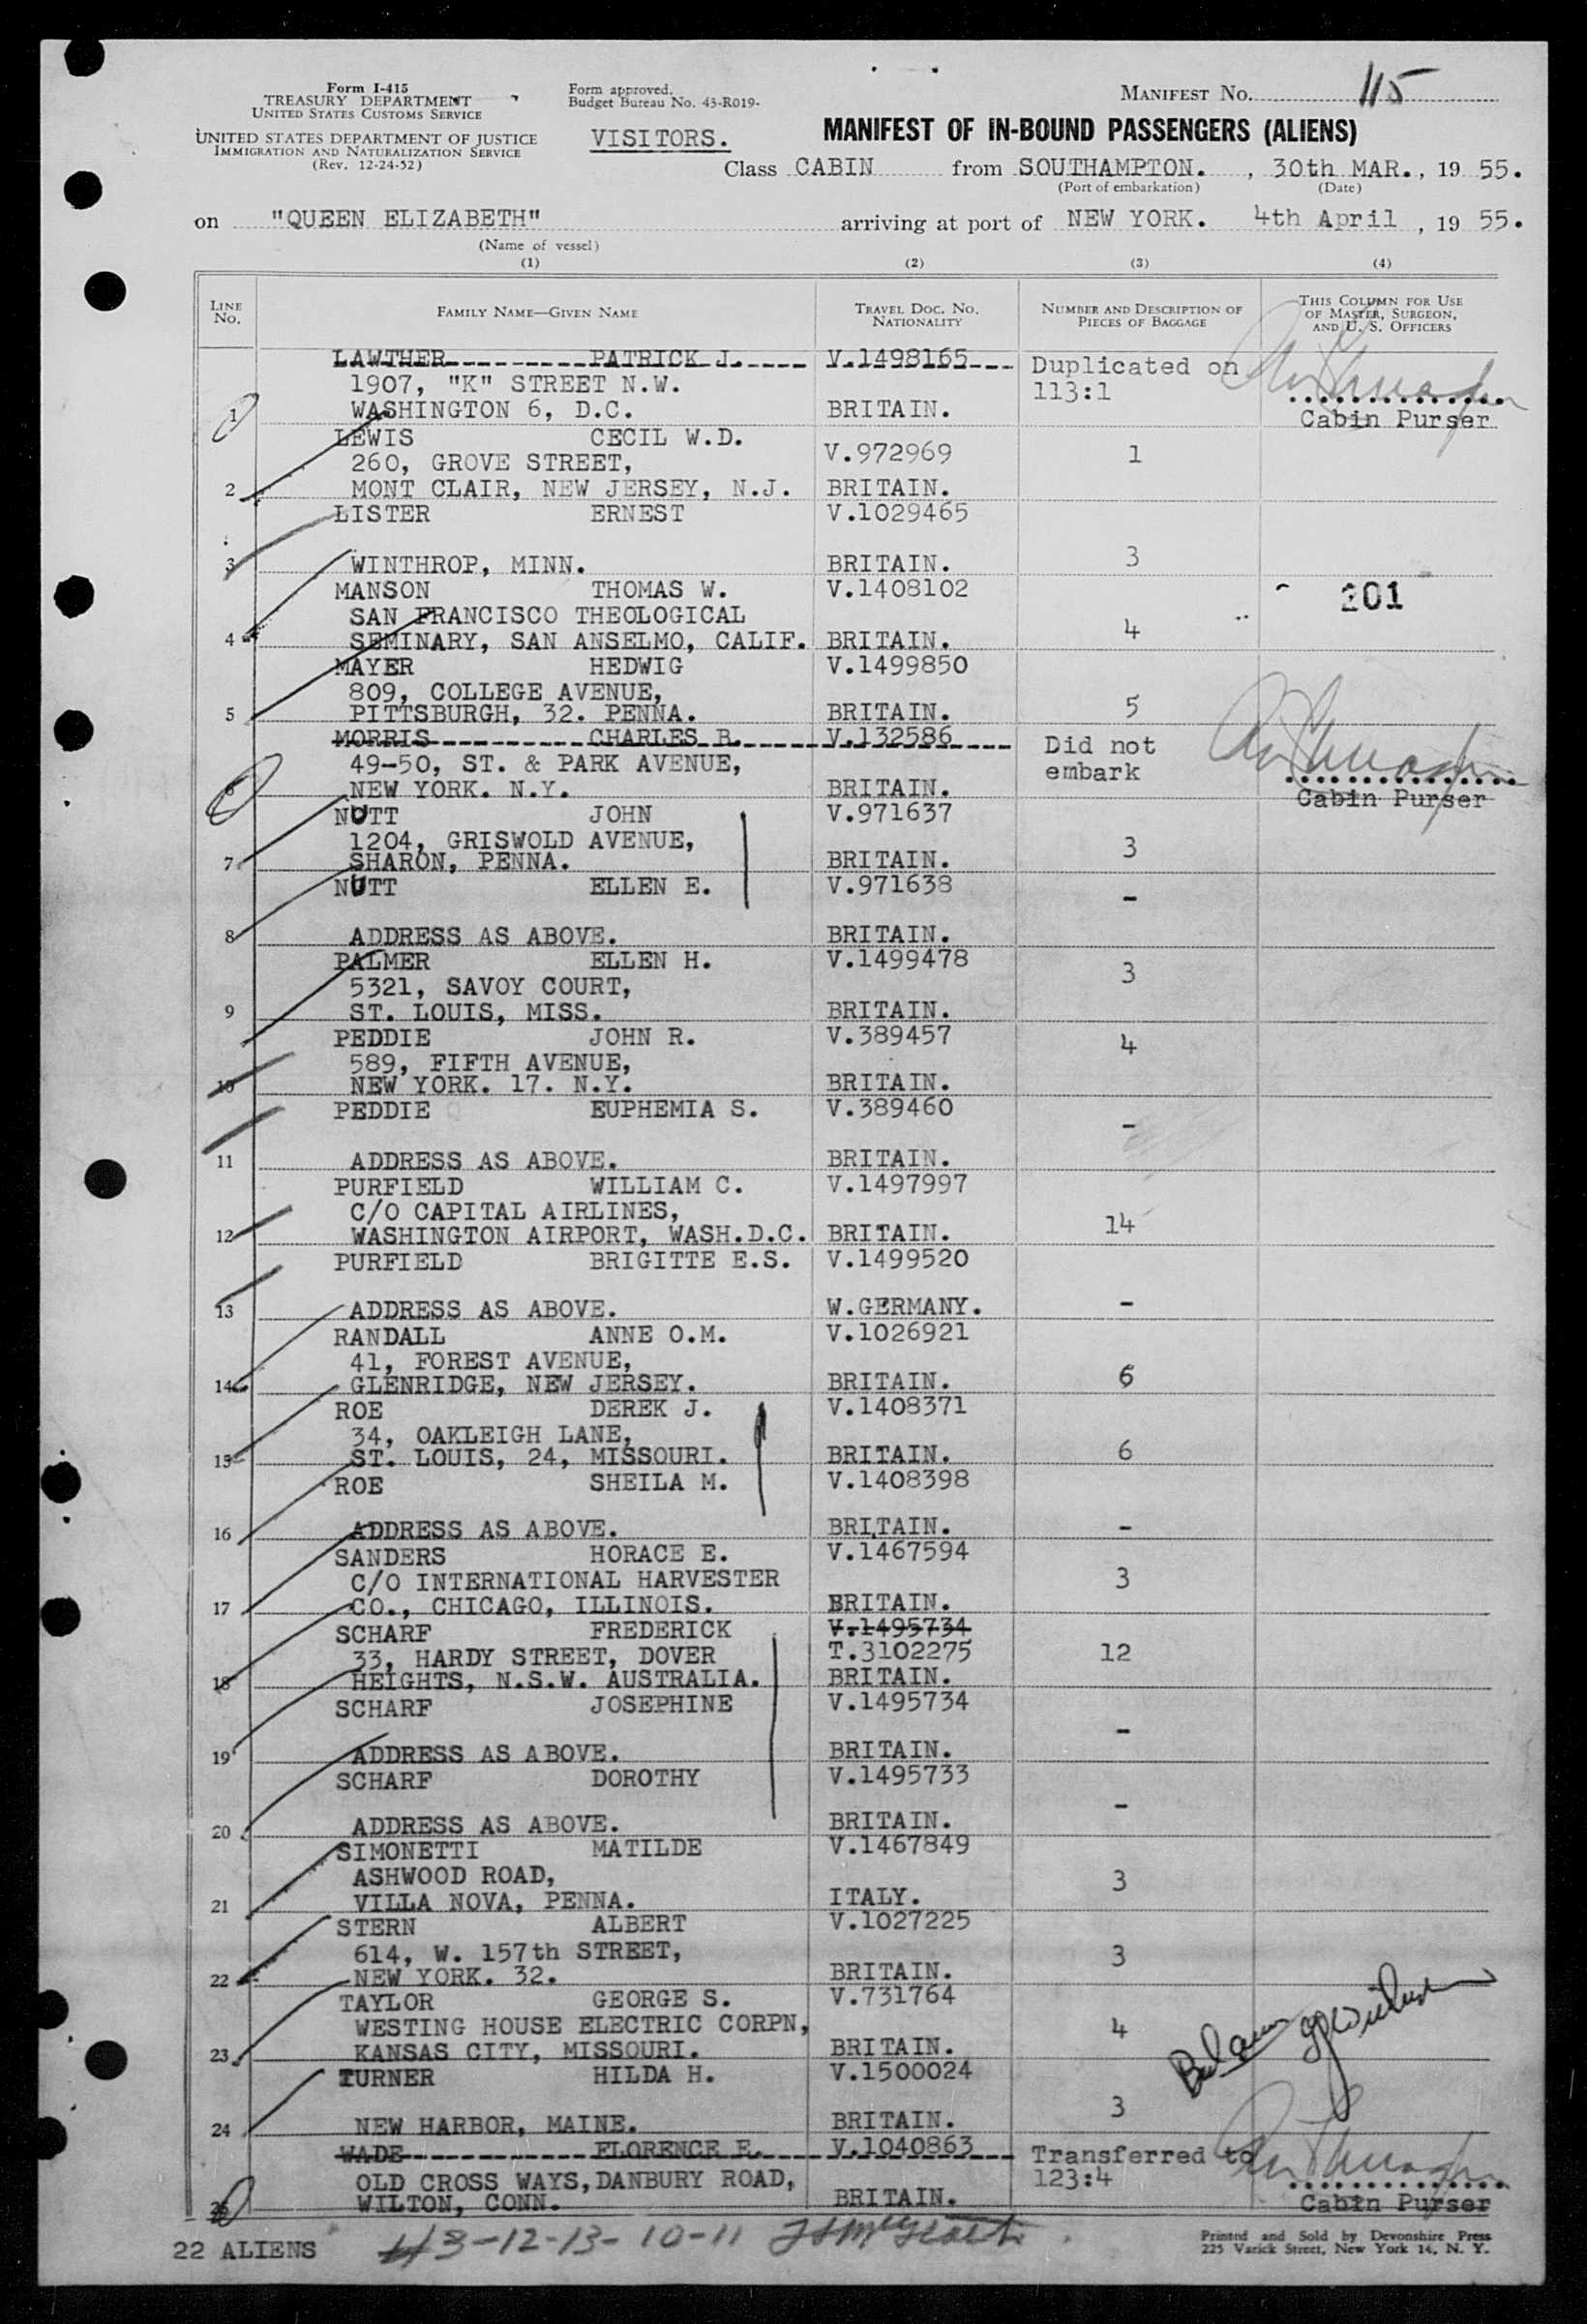 Form I-415
TREASURY DEPARTMENT
UNITED STATES CUSTOMS SERVICE
UNITED STATES DEPARTMENT OF JUSTICE
IMMIGRATION AND NATURALIZATION SERVICE
(Rev. 12-24-52)
Form approved.
Budget Bureau No. 43-R019-
VISITORS.
MANIFEST NO. 115
MANIFEST OF IN-BOUND PASSENGERS (ALIENS)
Class CABIN from SOUTHAMPTON. , 30th MAR., 19 55.
(Port of embarkation) (Date)
on "QUEEN ELIZABETH" arriving at port of NEW YORK. 4th April , 19 55.
(Name of vessel)
(1) (2) (3) (4)
LINE No. FAMILY NAME—GIVEN NAME TRAVEL DOC. NO. NATIONALITY NUMBER AND DESCRIPTION OF PIECES OF BAGGAGE THIS COLUMN FOR USE OF MASTER, SURGEON, AND U. S. OFFICERS
LAWTHER PATRICK J. V.1498165 Duplicated on
1907, "K" STREET N.W. 113:1
1 WASHINGTON 6, D.C. BRITAIN. Cabin Purser
LEWIS CECIL W.D.
260, GROVE STREET, V.972969 1
2 MONT CLAIR, NEW JERSEY, N.J. BRITAIN.
LISTER ERNEST V.1029465
3 WINTHROP, MINN. BRITAIN. 3
MANSON THOMAS W. V.1408102 201
SAN FRANCISCO THEOLOGICAL
4 SEMINARY, SAN ANSELMO, CALIF. BRITAIN. 4
MAYER HEDWIG V.1499850
809, COLLEGE AVENUE,
5 PITTSBURGH, 32. PENNA. BRITAIN. 5
MORRIS CHARLES B. V.132586 Did not
49-50, ST. & PARK AVENUE, embark
6 NEW YORK. N.Y. BRITAIN. Cabin Purser
NUTT JOHN V.971637
1204, GRISWOLD AVENUE,
7 SHARON, PENNA. BRITAIN. 3
NUTT ELLEN E. V.971638 -
8 ADDRESS AS ABOVE. BRITAIN.
PALMER ELLEN H. V.1499478 3
5321, SAVOY COURT,
9 ST. LOUIS, MISS. BRITAIN.
PEDDIE JOHN R. V.389457 4
589, FIFTH AVENUE,
10 NEW YORK. 17. N.Y. BRITAIN.
PEDDIE EUPHEMIA S. V.389460 -
11 ADDRESS AS ABOVE. BRITAIN.
PURFIELD WILLIAM C. V.1497997
C/O CAPITAL AIRLINES,
12 WASHINGTON AIRPORT, WASH.D.C. BRITAIN. 14
PURFIELD BRIGITTE E.S. V.1499520
13 ADDRESS AS ABOVE. W.GERMANY. -
RANDALL ANNE O.M. V.1026921
41, FOREST AVENUE,
14 GLENRIDGE, NEW JERSEY. BRITAIN. 6
ROE DEREK J. V.1408371
34, OAKLEIGH LANE,
15 ST. LOUIS, 24, MISSOURI. BRITAIN. 6
ROE SHEILA M. V.1408398
16 ADDRESS AS ABOVE. BRITAIN. -
SANDERS HORACE E. V.1467594
C/O INTERNATIONAL HARVESTER 3
17 CO., CHICAGO, ILLINOIS. BRITAIN.
SCHARF FREDERICK V.1495734
33, HARDY STREET, DOVER T.3102275 12
18 HEIGHTS, N.S.W. AUSTRALIA. BRITAIN.
SCHARF JOSEPHINE V.1495734
19 ADDRESS AS ABOVE. BRITAIN. -
SCHARF DOROTHY V.1495733
20 ADDRESS AS ABOVE. BRITAIN. -
SIMONETTI MATILDE V.1467849
ASHWOOD ROAD, 3
21 VILLA NOVA, PENNA. ITALY.
STERN ALBERT V.1027225
614, W. 157th STREET, 3
22 NEW YORK. 32. BRITAIN.
TAYLOR GEORGE S. V.731764
WESTING HOUSE ELECTRIC CORPN, 4
23 KANSAS CITY, MISSOURI. BRITAIN.
TURNER HILDA H. V.1500024
24 NEW HARBOR, MAINE. BRITAIN. 3
WADE FLORENCE E. V.1040863 Transferred to
OLD CROSS WAYS, DANBURY ROAD, 123:4
25 WILTON, CONN. BRITAIN. Cabin Purser
22 ALIENS 3-12-13-10-11
Printed and Sold by Devonshire Press
225 Varick Street, New York 14, N. Y.